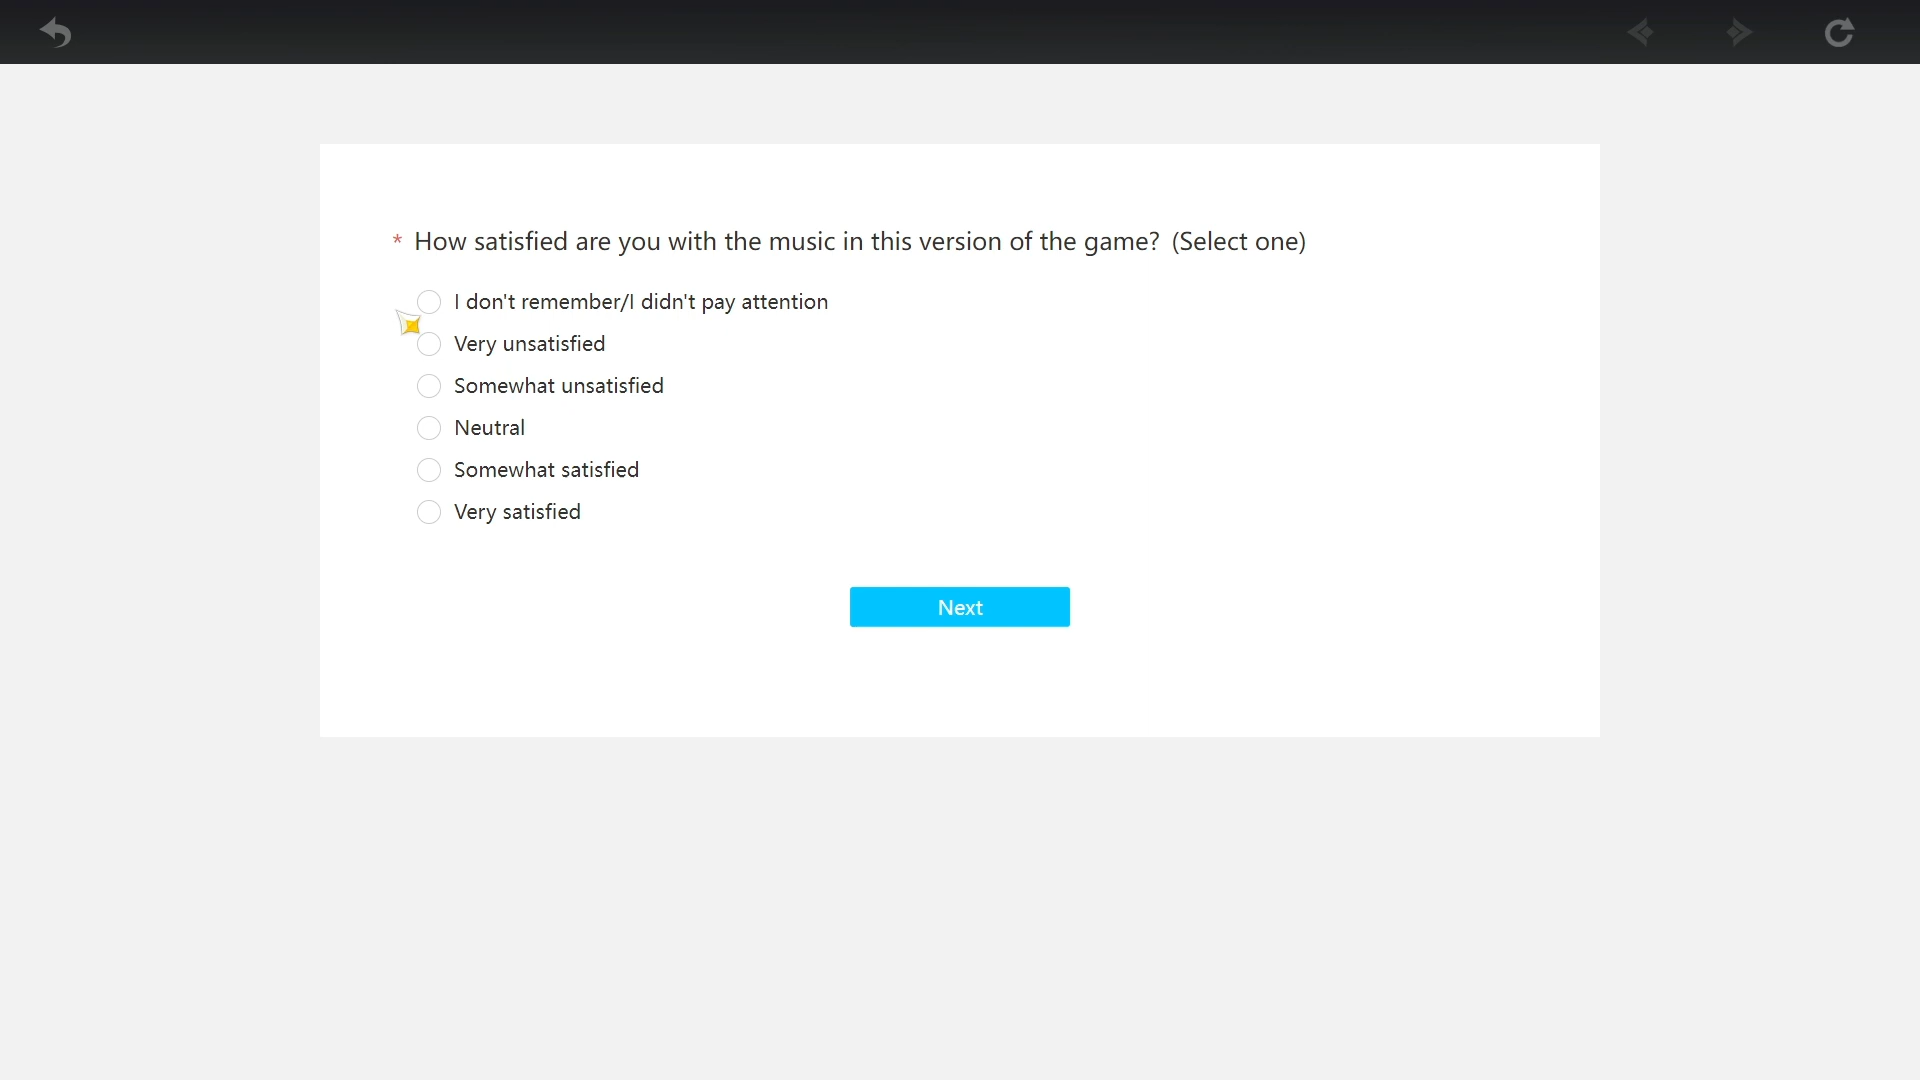 * How satisfied are you with the music in this version of the game? (Select one)
I don't remember/I didn't pay attention
Very unsatisfied
Somewhat unsatisfied
Neutral
Somewhat satisfied
Very satisfied
Next